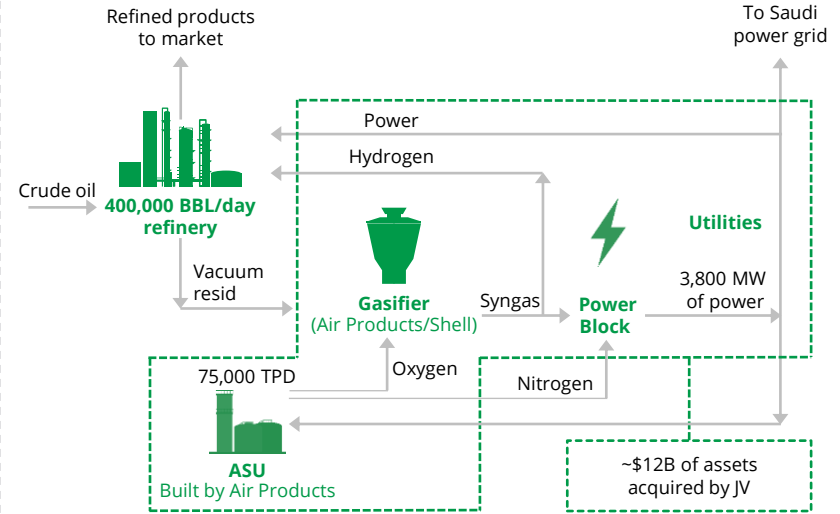 Refined products
to market
To Saudi
power grid
Power
Hydrogen
Crude oil
400,000 BBL/day
refinery
Utilities
Vacuum
resid
Gasifier
(Air Products/Shell)
Syngas
Power
Block
3,800 MW
of power
75,000 TPD
Oxygen
Nitrogen
ASU
Built by Air Products
~$12B of assets
acquired by JV